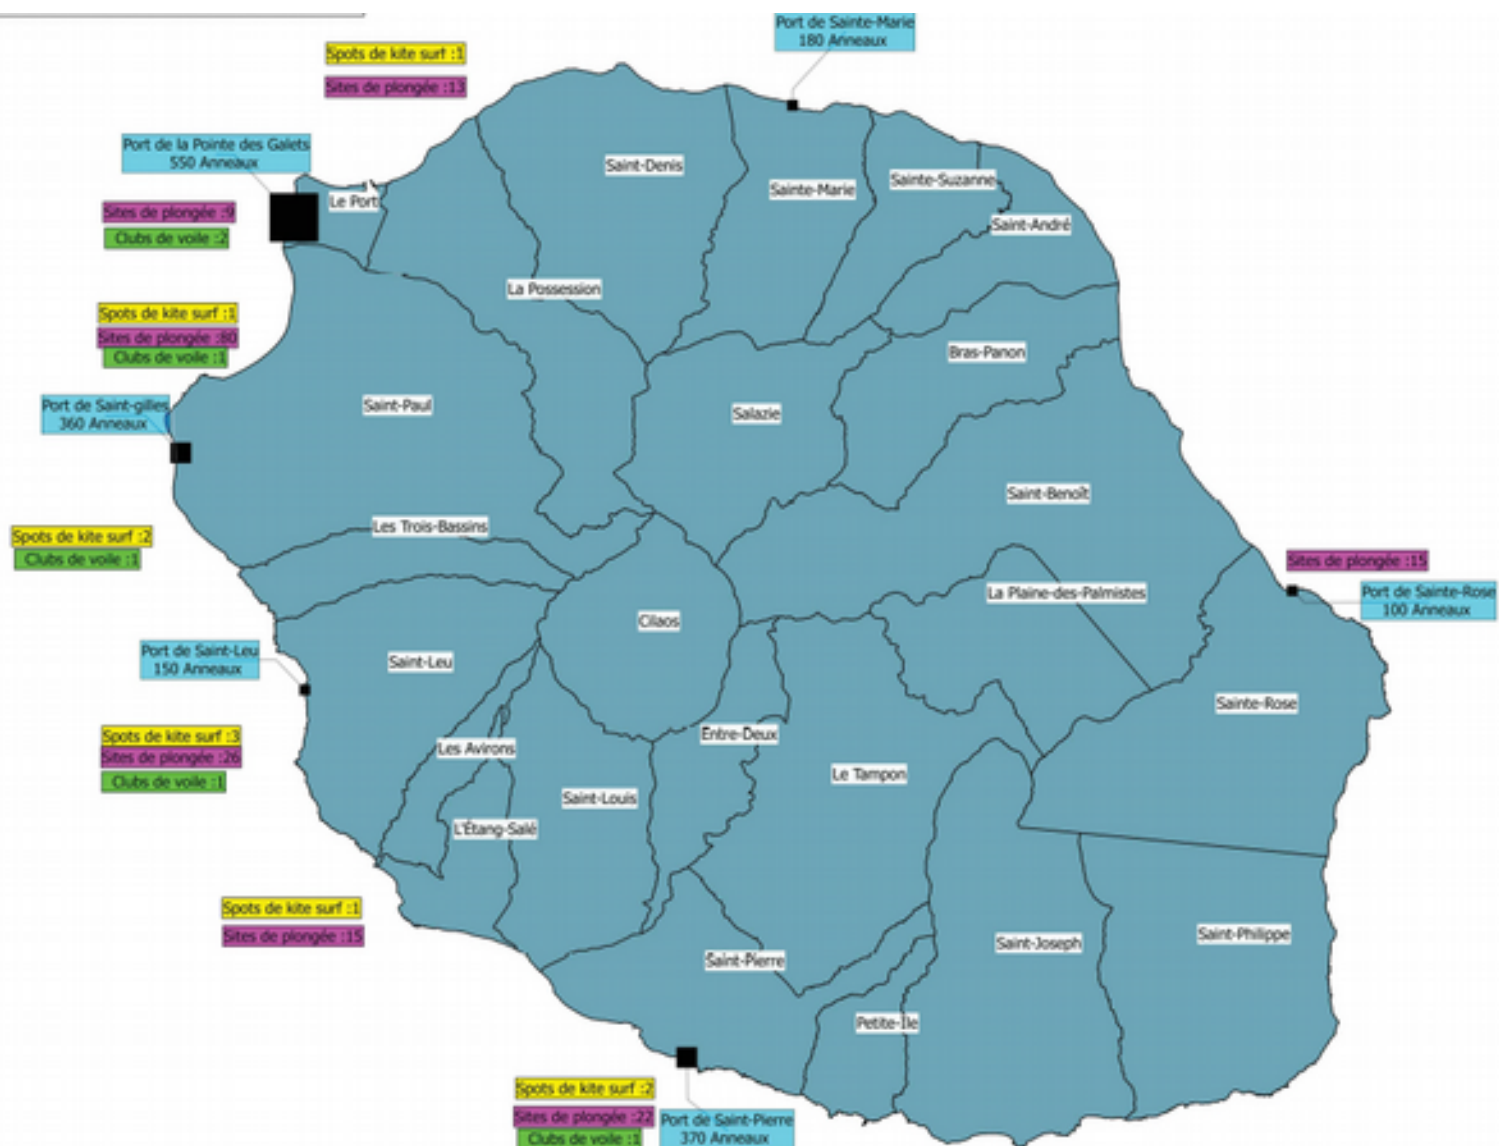 Port de Sainte-Marie
180 Anneaux
Spots de kite surf :1
Sites de plongée :13
Port de la Pointe des Galets
550 Anneaux
Saint-Denis
Sainte-Marie
Sainte-Suzanne
Le Port
Saint-André
Sites de plongée :9
Clubs de voile :2
La Possession
Spots de kite surf :1
Sites de plongée :80
Clubs de voile :1
Bras-Panon
Port de Saint-gilles
360 Anneaux
Saint-Paul
Salazie
Saint-Benoît
Les Trois-Bassins
Spots de kite surf :2
Clubs de voile :1
Sites de plongée :15
Port de Sainte-Rose
100 Anneaux
La Plaine-des-Palmistes
Cilaos
Port de Saint-Leu
150 Anneaux
Saint-Leu
Sainte-Rose
Spots de kite surf :3
Sites de plongée :26
Clubs de voile :1
Entre-Deux
Les Avirons
Le Tampon
Saint-Louis
L'Étang-Salé
Spots de kite surf :1
Sites de plongée :15
Saint-Philippe
Saint-Joseph
Saint-Pierre
Petite-Île
Spots de kite surf :2
Sites de plongée :22
Clubs de voile :1
Port de Saint-Pierre
370 Anneaux